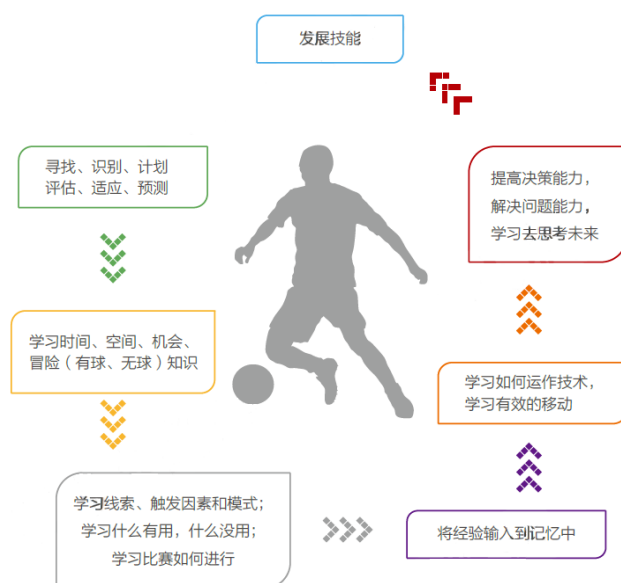 发展技能
寻找、识别、计划
评估、适应、预测
学习时间、空间、机会、
冒险（有球、无球）知识
学习线索、触发因素和模式；
学习什么有用，什么没用；
学习比赛如何进行
将经验输入到记忆中
学习如何运作技术，
学习有效的移动
提高决策能力，
解决问题能力，
学习去思考未来